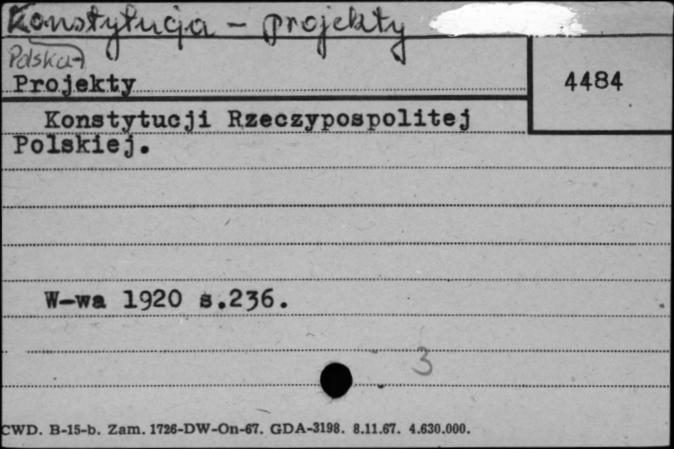 Konstytucja - projekty
Polska
Projekty
4484
Konstytucji Rzeczypospolitej
Polskiej.
W-wa 1920 s.236.
3
CWD. B-15-b. Zam. 1726-DW-On-67. GDA-3198. 8.11.67. 4.630.000.